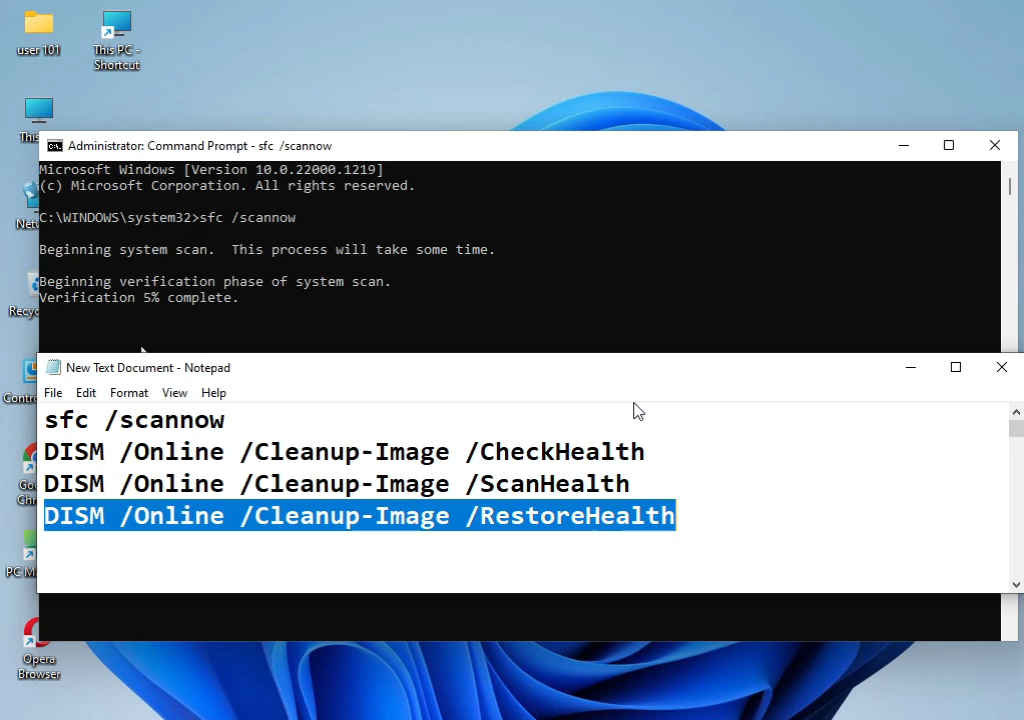 user 101
This PC -
Shortcut
This
Administrator: Command Prompt - sfc /scannow
Microsoft Windows [Version 10.0.22000.1219]
(c) Microsoft Corporation. All rights reserved.
C:\WINDOWS\system32>sfc /scannow
Beginning system scan.  This process will take some time.
Beginning verification phase of system scan.
Verification 5% complete.
New Text Document - Notepad
File Edit Format View Help
sfc /scannow
DISM /Online /Cleanup-Image /CheckHealth
DISM /Online /Cleanup-Image /ScanHealth
DISM /Online /Cleanup-Image /RestoreHealth
PC M
Opera
Browser